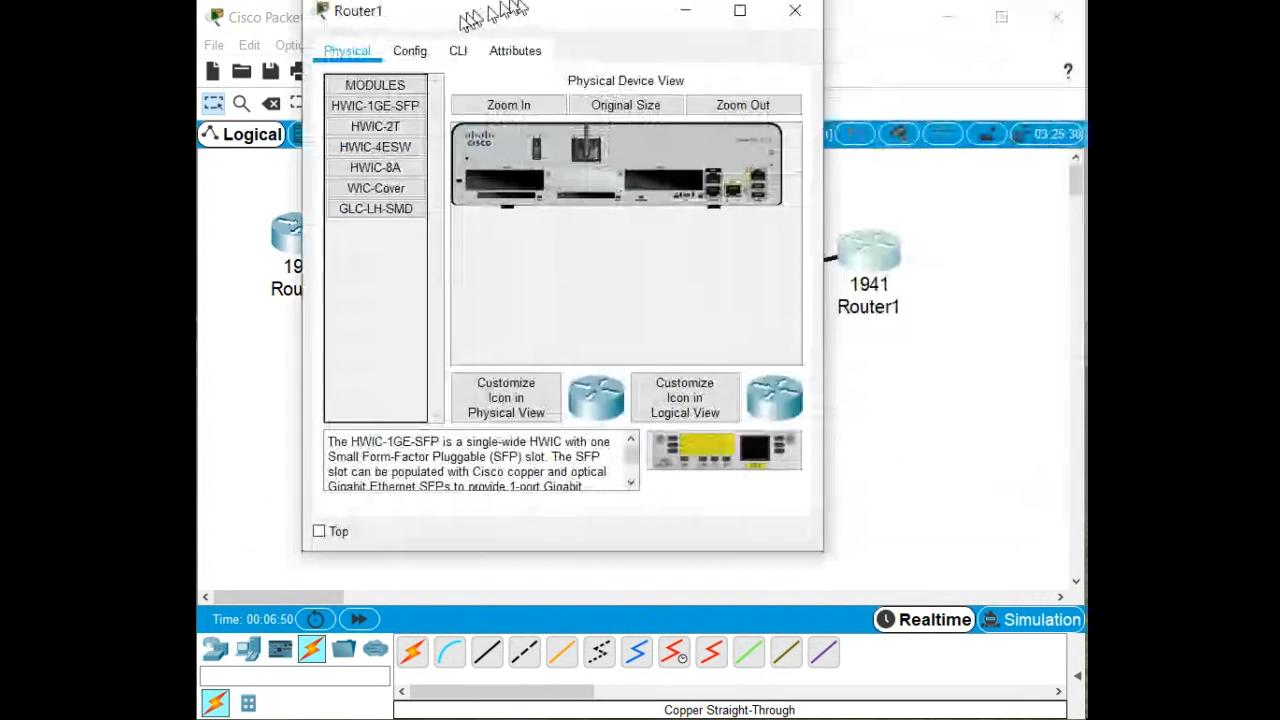 Cisco Packe
Router1
File Edit Optio
Physical Config CLI Attributes
?
MODULES
HWIC-1GE-SFP
HWIC-2T
HWIC-4ESW
HWIC-8A
WIC-Cover
GLC-LH-SMD
Physical Device View
Zoom In Original Size Zoom Out
CISCO
Logical
03:25:30
19
Rou
1941
Router1
Customize
Icon in
Physical View
Customize
Icon in
Logical View
The HWIC-1GE-SFP is a single-wide HWIC with one
Small Form-Factor Pluggable (SFP) slot. The SFP
slot can be populated with Cisco copper and optical
Gigabit Ethernet SFPs to provide 1-port Gigabit
Top
Time: 00:06:50
Realtime Simulation
Copper Straight-Through